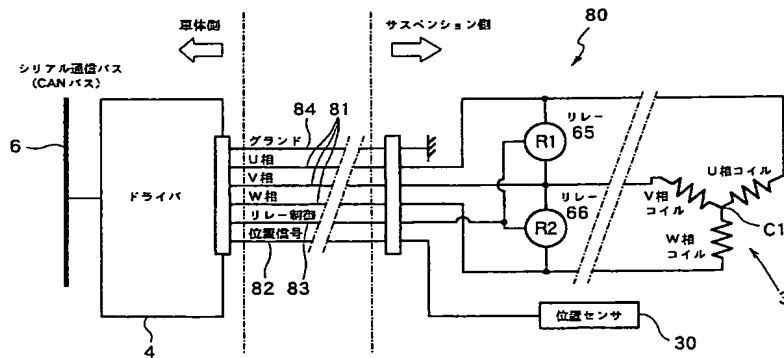 車体側
サスペンション側
80
シリアル通信バス
(CANバス)
6
ドライバ
4
84
81
グランド
U相
V相
W相
リレー制御
位置信号
82
83
R1
リレー
65
リレー
66
R2
V相
コイル
U相コイル
W相
コイル
C1
3
位置センサ
30